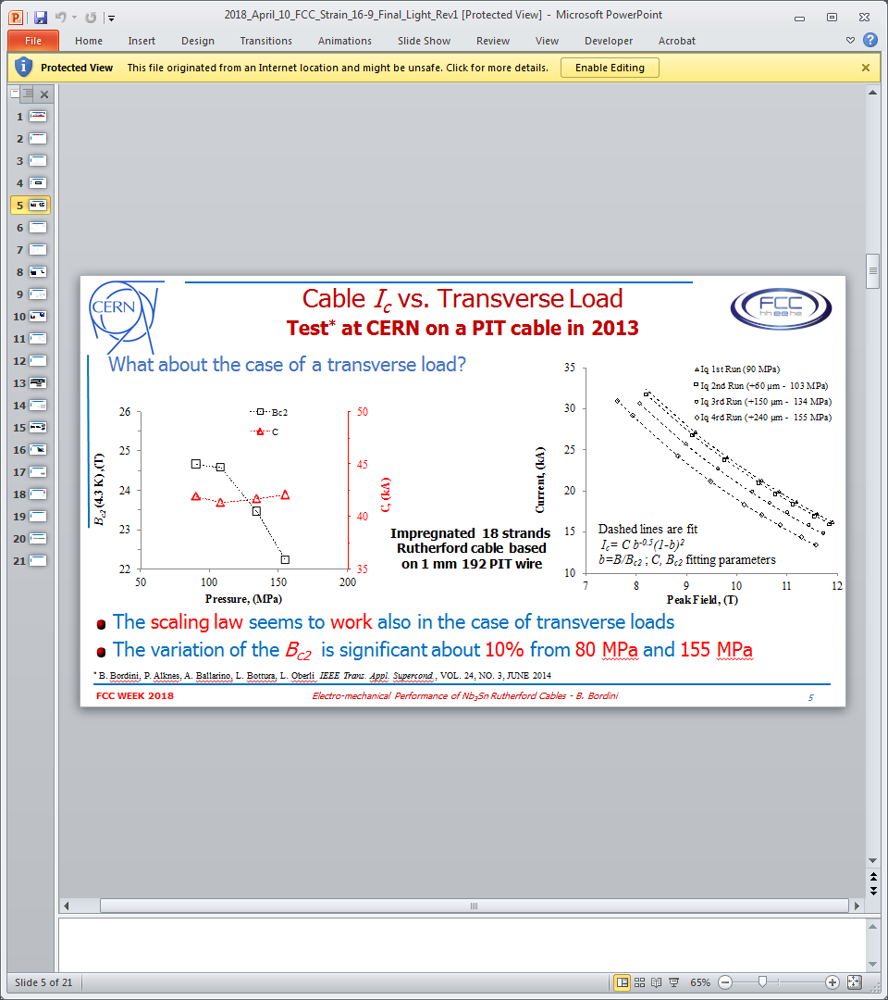 2018_April_10_FCC_Strain_16-9_Final_Light_Rev1 [Protected View] - Microsoft PowerPoint
File Home Insert Design Transitions Animations Slide Show Review View Developer Acrobat
Protected View This file originated from an Internet location and might be unsafe. Click for more details. Enable Editing
1
2
3
4
5
6
7
8
9
10
11
12
13
14
15
16
17
18
19
20
21
CERN
Cable Ic vs. Transverse Load
Test* at CERN on a PIT cable in 2013
FCC
hh ee he
What about the case of a transverse load?
26
25
24
23
22
50 100 150 200
50
45
40
35
Bc2
C
Bc2 (4.3 K) ,(T)
C, (kA)
Pressure, (MPa)
Impregnated 18 strands
Rutherford cable based
on 1 mm 192 PIT wire
35
30
25
20
15
10
7 8 9 10 11 12
Current, (kA)
Peak Field, (T)
Iq 1st Run (90 MPa)
Iq 2nd Run (+60 µm - 103 MPa)
Iq 3rd Run (+150 µm - 134 MPa)
Iq 4rd Run (+240 µm - 155 MPa)
Dashed lines are fit
Ic= C b-0.5(1-b)2
b=B/Bc2 ; C, Bc2 fitting parameters
The scaling law seems to work also in the case of transverse loads
The variation of the Bc2 is significant about 10% from 80 MPa and 155 MPa
* B. Bordini, P. Alknes, A. Ballarino, L. Bottura, L. Oberli IEEE Trans. Appl. Supercond., VOL. 24, NO. 3, JUNE 2014
FCC WEEK 2018 Electro-mechanical Performance of Nb3Sn Rutherford Cables - B. Bordini 5
Slide 5 of 21 65%